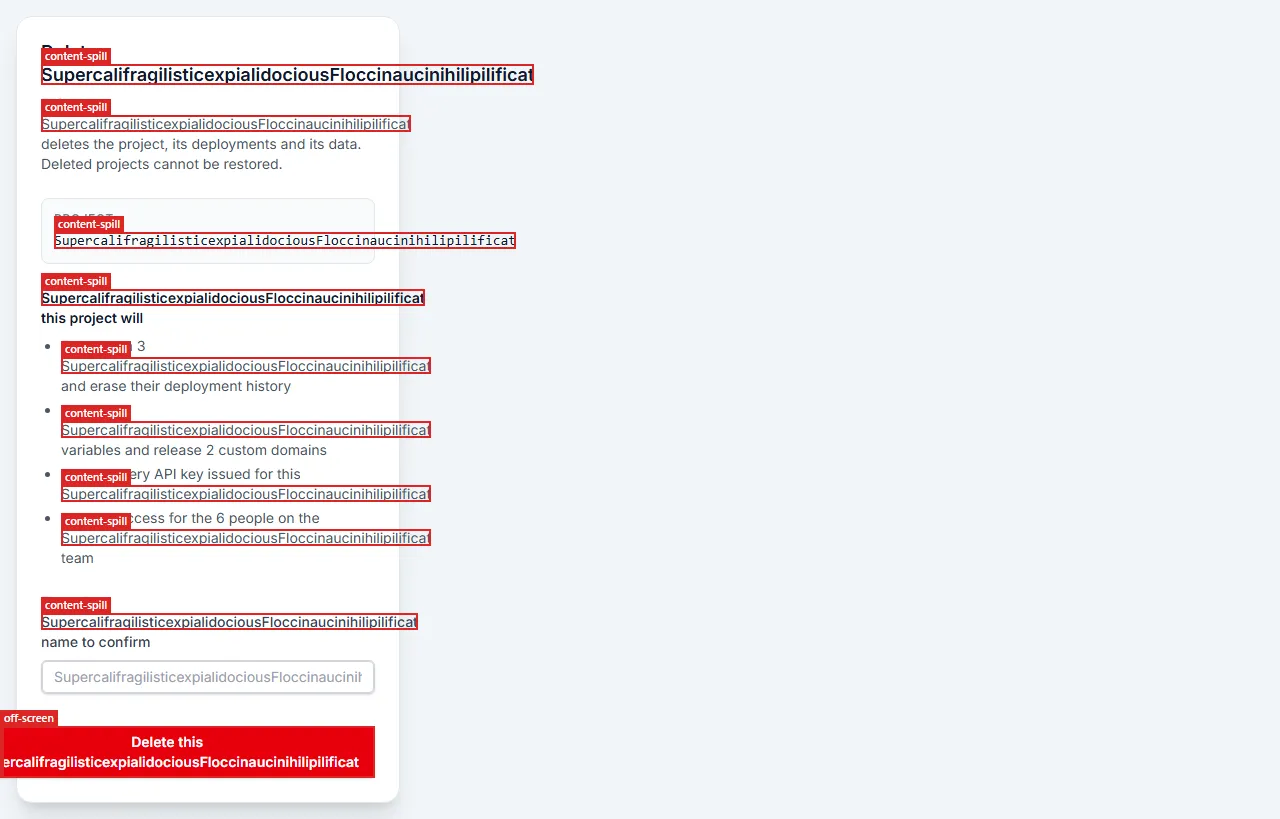 content-spill
SupercalifragilisticexpialidociousFloccinaucinihilipilificat
content-spill
SupercalifragilisticexpialidociousFloccinaucinihilipilificat
deletes the project, its deployments and its data.
Deleted projects cannot be restored.
content-spill
SupercalifragilisticexpialidociousFloccinaucinihilipilificat
content-spill
SupercalifragilisticexpialidociousFloccinaucinihilipilificat
this project will
content-spill 3
SupercalifragilisticexpialidociousFloccinaucinihilipilificat
and erase their deployment history
content-spill
SupercalifragilisticexpialidociousFloccinaucinihilipilificat
variables and release 2 custom domains
content-spill ery API key issued for this
SupercalifragilisticexpialidociousFloccinaucinihilipilificat
content-spill ccess for the 6 people on the
SupercalifragilisticexpialidociousFloccinaucinihilipilificat
team
content-spill
SupercalifragilisticexpialidociousFloccinaucinihilipilificat
name to confirm
SupercalifragilisticexpialidociousFloccinaucinih
off-screen
Delete this
ercalifragilisticexpialidociousFloccinaucinihilipilificat